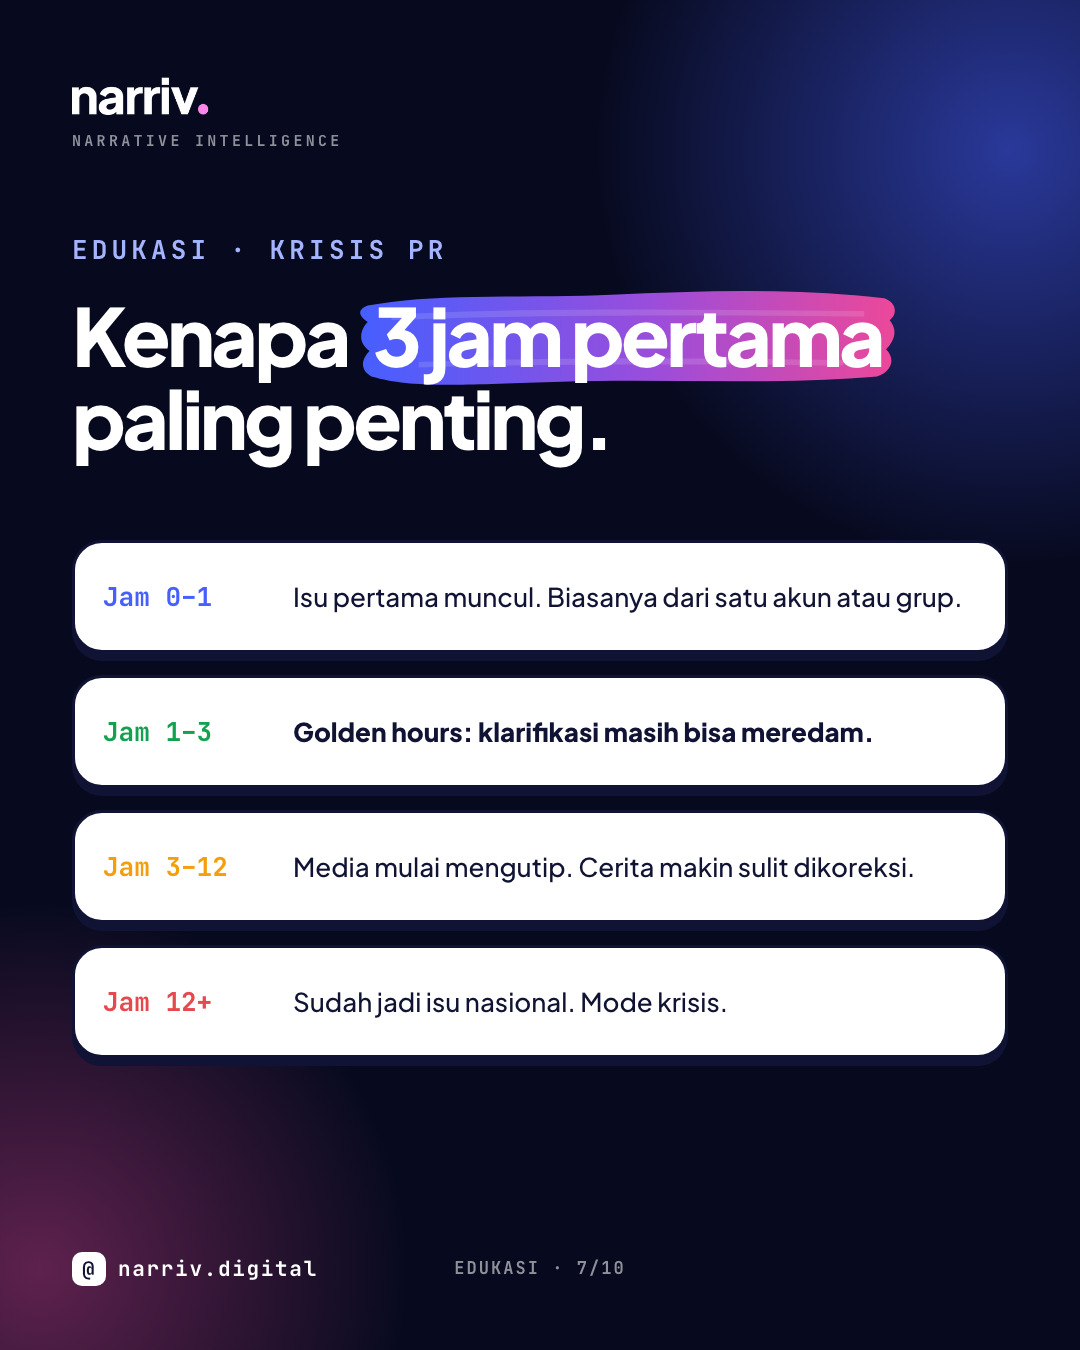 narriv.
NARRATIVE INTELLIGENCE
EDUKASI · KRISIS PR
Kenapa 3 jam pertama
paling penting.
Jam 0–1 Isu pertama muncul. Biasanya dari satu akun atau grup.
Jam 1–3 Golden hours: klarifikasi masih bisa meredam.
Jam 3–12 Media mulai mengutip. Cerita makin sulit dikoreksi.
Jam 12+ Sudah jadi isu nasional. Mode krisis.
@ narriv.digital EDUKASI · 7/10